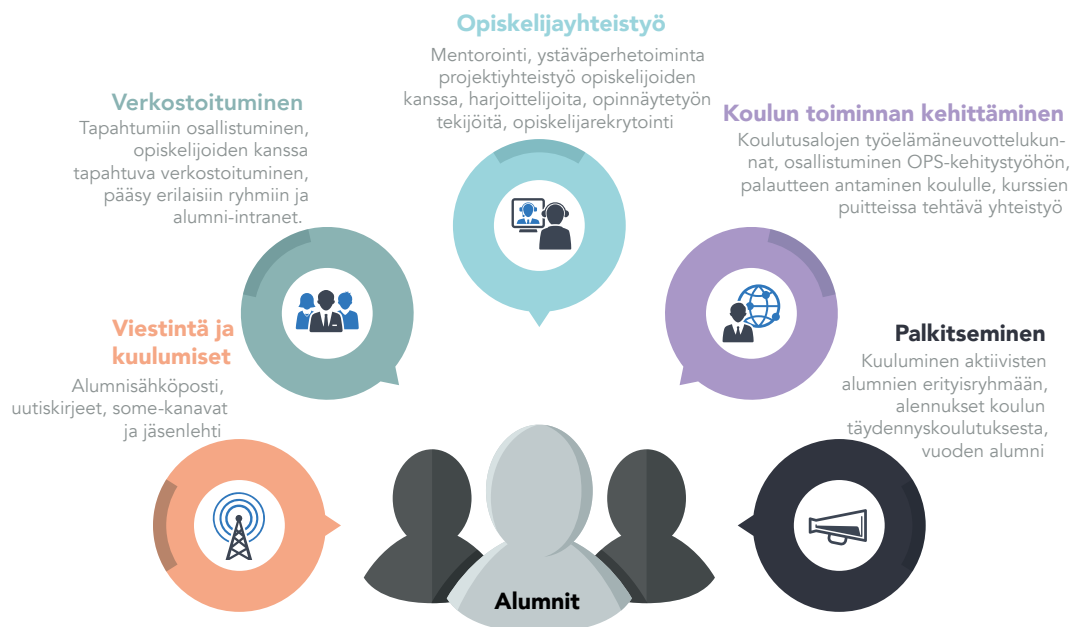 Opiskelijayhteistyö
Mentorointi, ystäväperhetoiminta
projektiyhteistyö opiskelijoiden
kanssa, harjoittelijoita, opinnäytetyön
tekijöitä, opiskelijarekrytointi
Verkostoituminen
Tapahtumiin osallistuminen,
opiskelijoiden kanssa
tapahtuva verkostoituminen,
pääsy erilaisiin ryhmiin ja
alumni-intranet.
Koulun toiminnan kehittäminen
Koulutusalojen työelämäneuvottelukun-
nat, osallistuminen OPS-kehitystyöhön,
palautteen antaminen koululle, kurssien
puitteissa tehtävä yhteistyö
Viestintä ja
kuulumiset
Alumnisähköposti,
uutiskirjeet, some-kanavat
ja jäsenlehti
Palkitseminen
Kuuluminen aktiivisten
alumnien erityisryhmään,
alennukset koulun
täydennyskoulutuksesta,
vuoden alumni
Alumnit